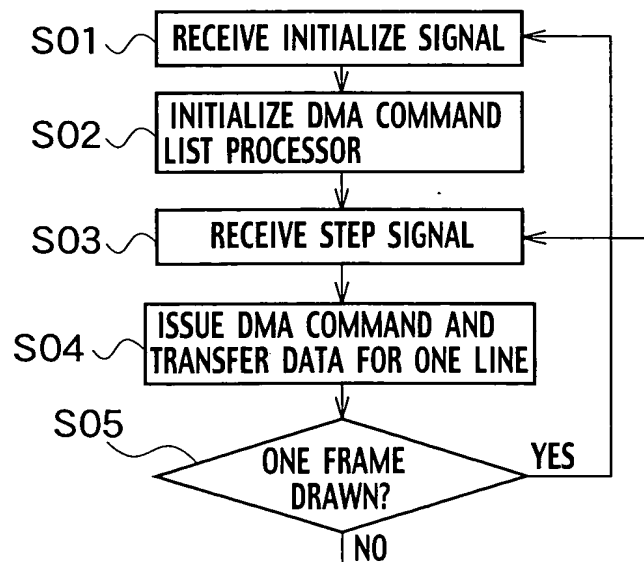 S01
RECEIVE INITIALIZE SIGNAL
S02
INITIALIZE DMA COMMAND
LIST PROCESSOR
S03
RECEIVE STEP SIGNAL
S04
ISSUE DMA COMMAND AND
TRANSFER DATA FOR ONE LINE
S05
ONE FRAME
DRAWN?
YES
NO